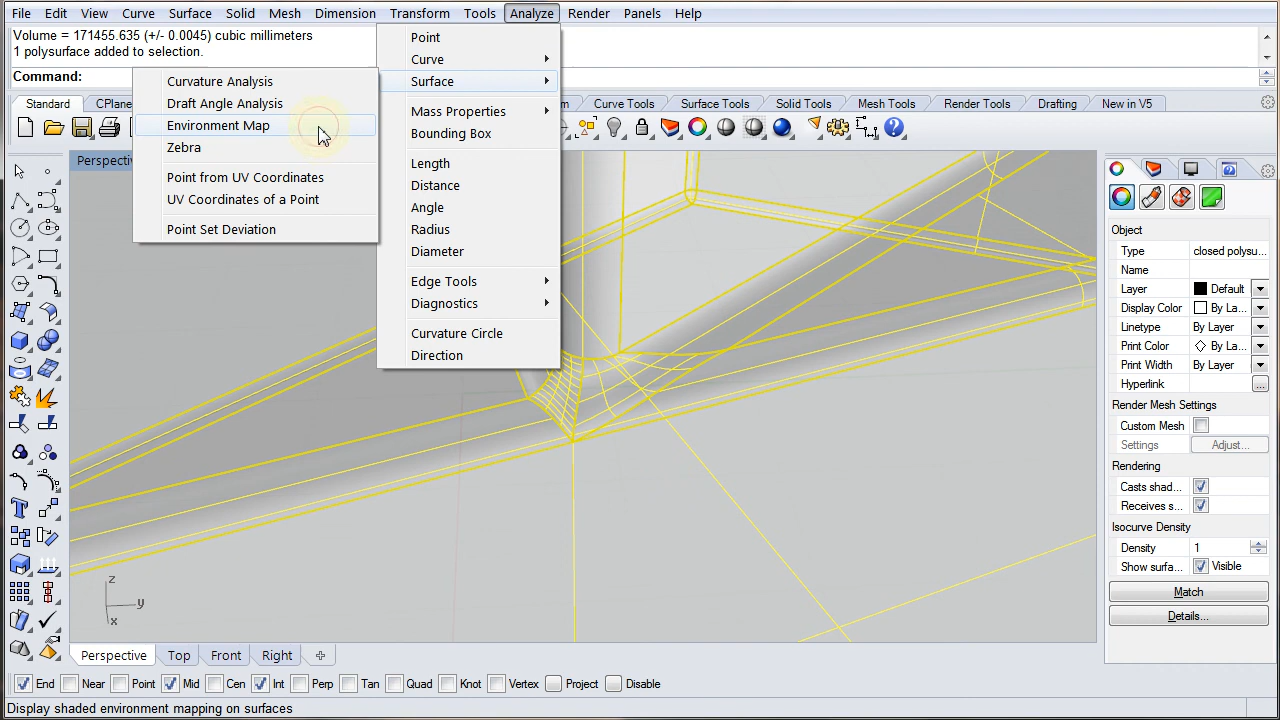 File Edit View Curve Surface Solid Mesh Dimension Transform Tools Analyze Render Panels Help
Volume = 171455.635 (+/- 0.0045) cubic millimeters
1 polysurface added to selection.
Command:
Standard CPlane Curve Tools Surface Tools Solid Tools Mesh Tools Render Tools Drafting New in V5
Point
Curve
Surface
Mass Properties
Bounding Box
Length
Distance
Angle
Radius
Diameter
Edge Tools
Diagnostics
Curvature Circle
Direction
Curvature Analysis
Draft Angle Analysis
Environment Map
Zebra
Point from UV Coordinates
UV Coordinates of a Point
Point Set Deviation
z
y
x
Object
Type closed polysu...
Name
Layer Default
Display Color By La...
Linetype By Layer
Print Color By La...
Print Width By Layer
Hyperlink ...
Render Mesh Settings
Custom Mesh
Settings Adjust...
Rendering
Casts shad...
Receives s...
Isocurve Density
Density 1
Show surfa... Visible
Match
Details...
Perspective Top Front Right
End Near Point Mid Cen Int Perp Tan Quad Knot Vertex Project Disable
Display shaded environment mapping on surfaces